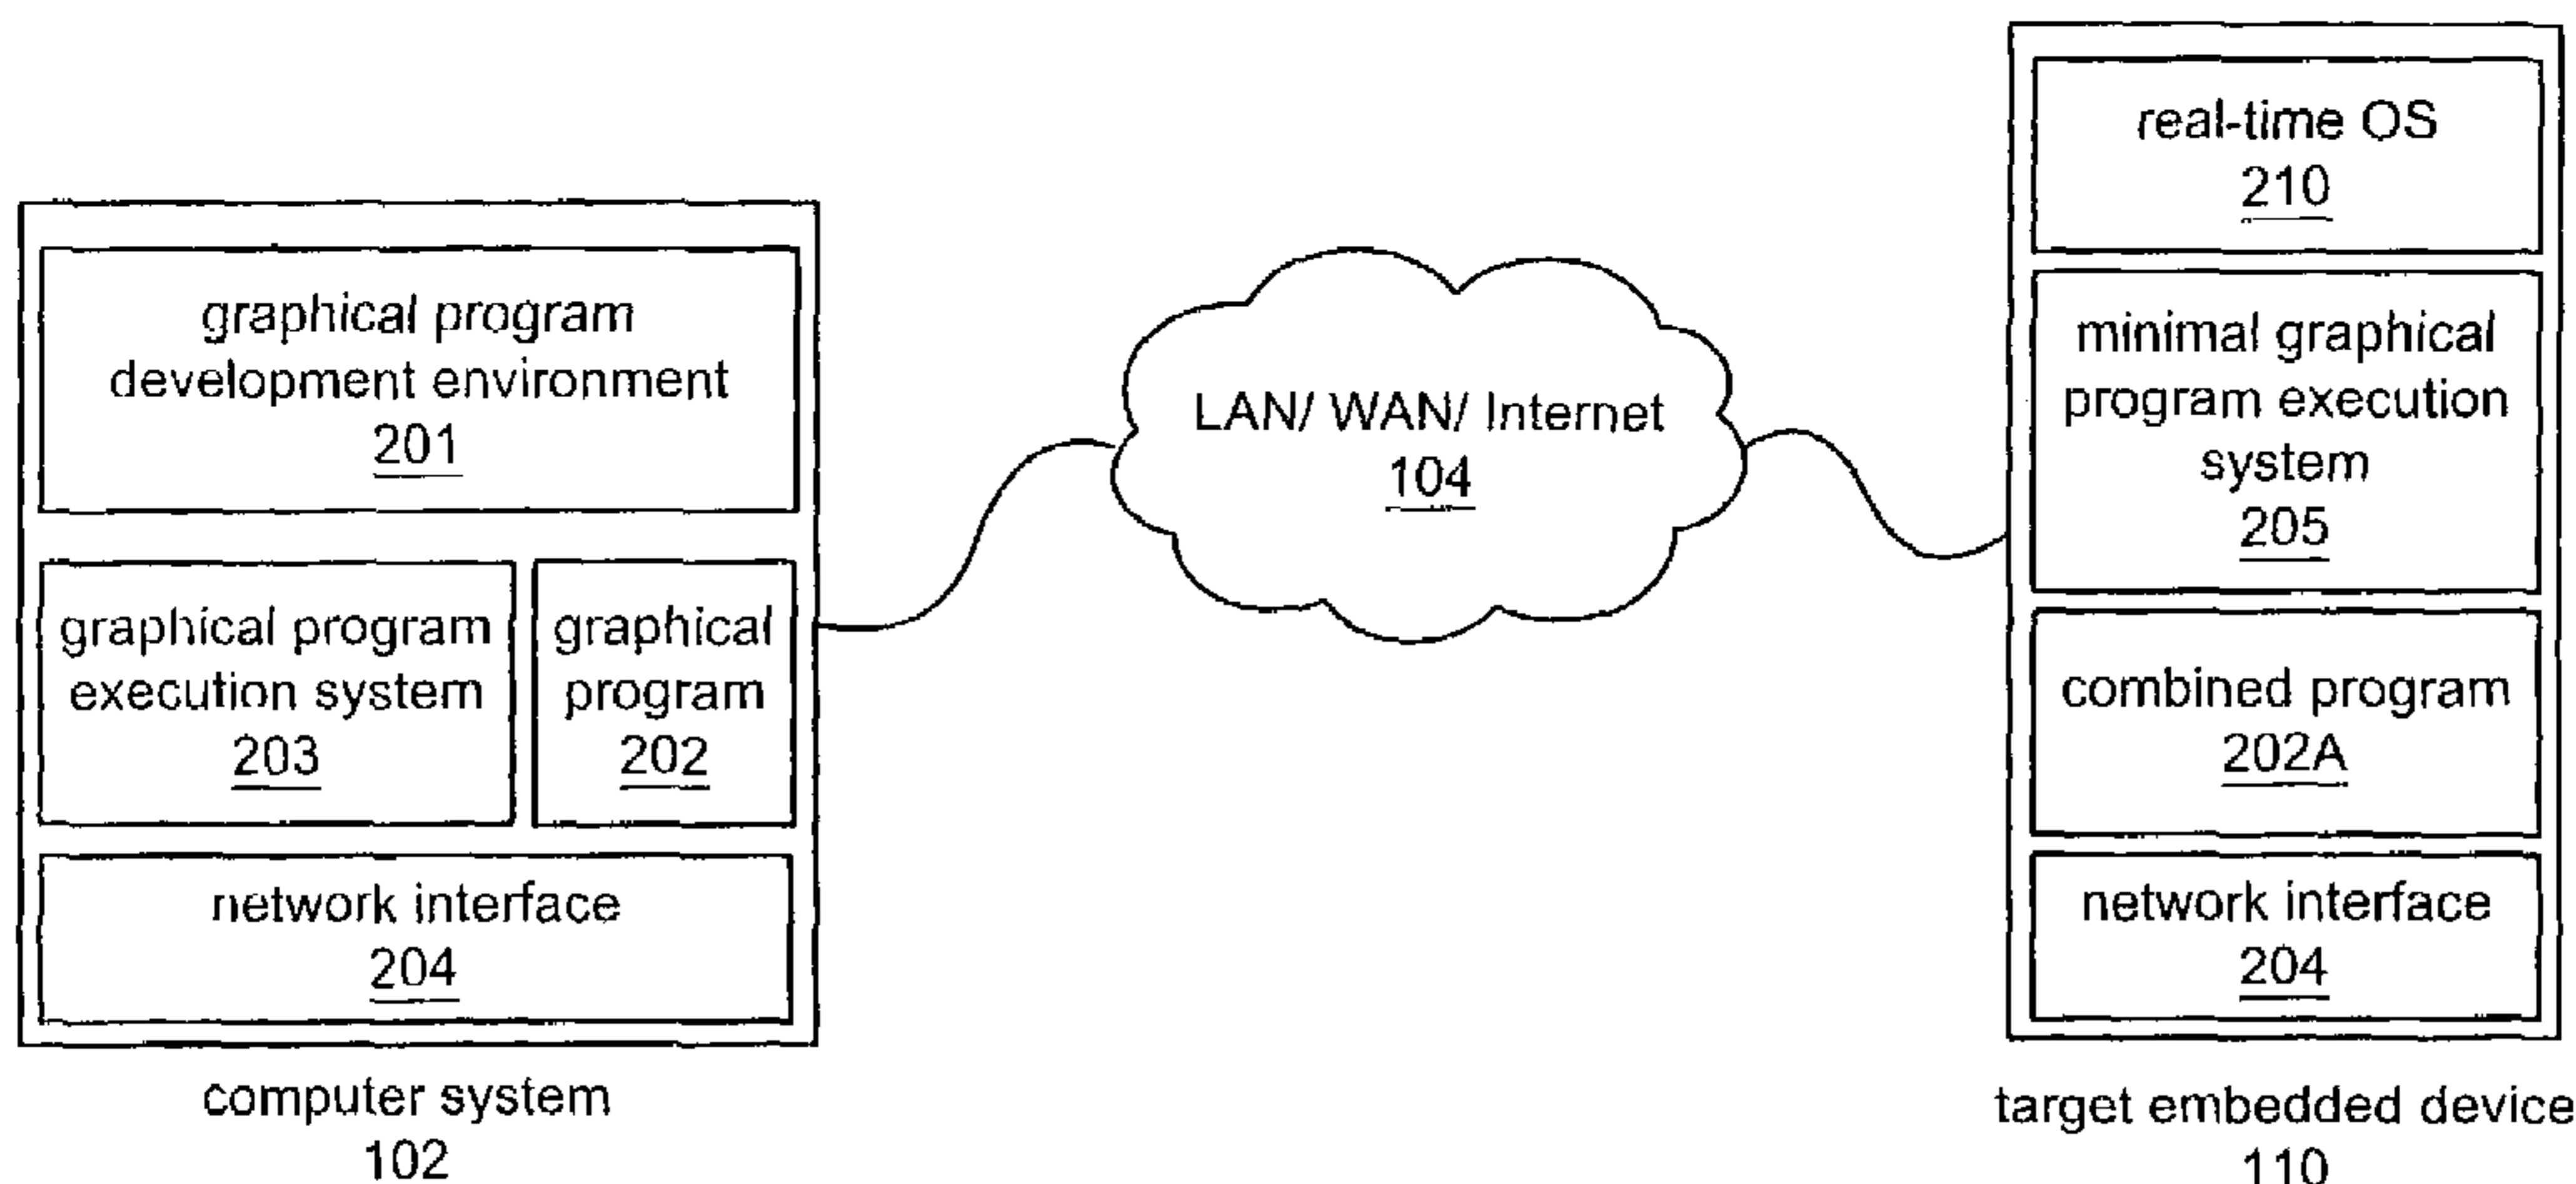 graphical program
development environment
201
graphical program
execution system
203
graphical
program
202
network interface
204
computer system
102
LAN/ WAN/ Internet
104
real-time OS
210
minimal graphical
program execution
system
205
combined program
202A
network interface
204
target embedded device
110